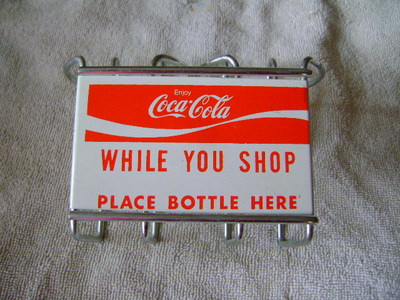 Enjoy
Coca-Cola
WHILE YOU SHOP
PLACE BOTTLE HERE